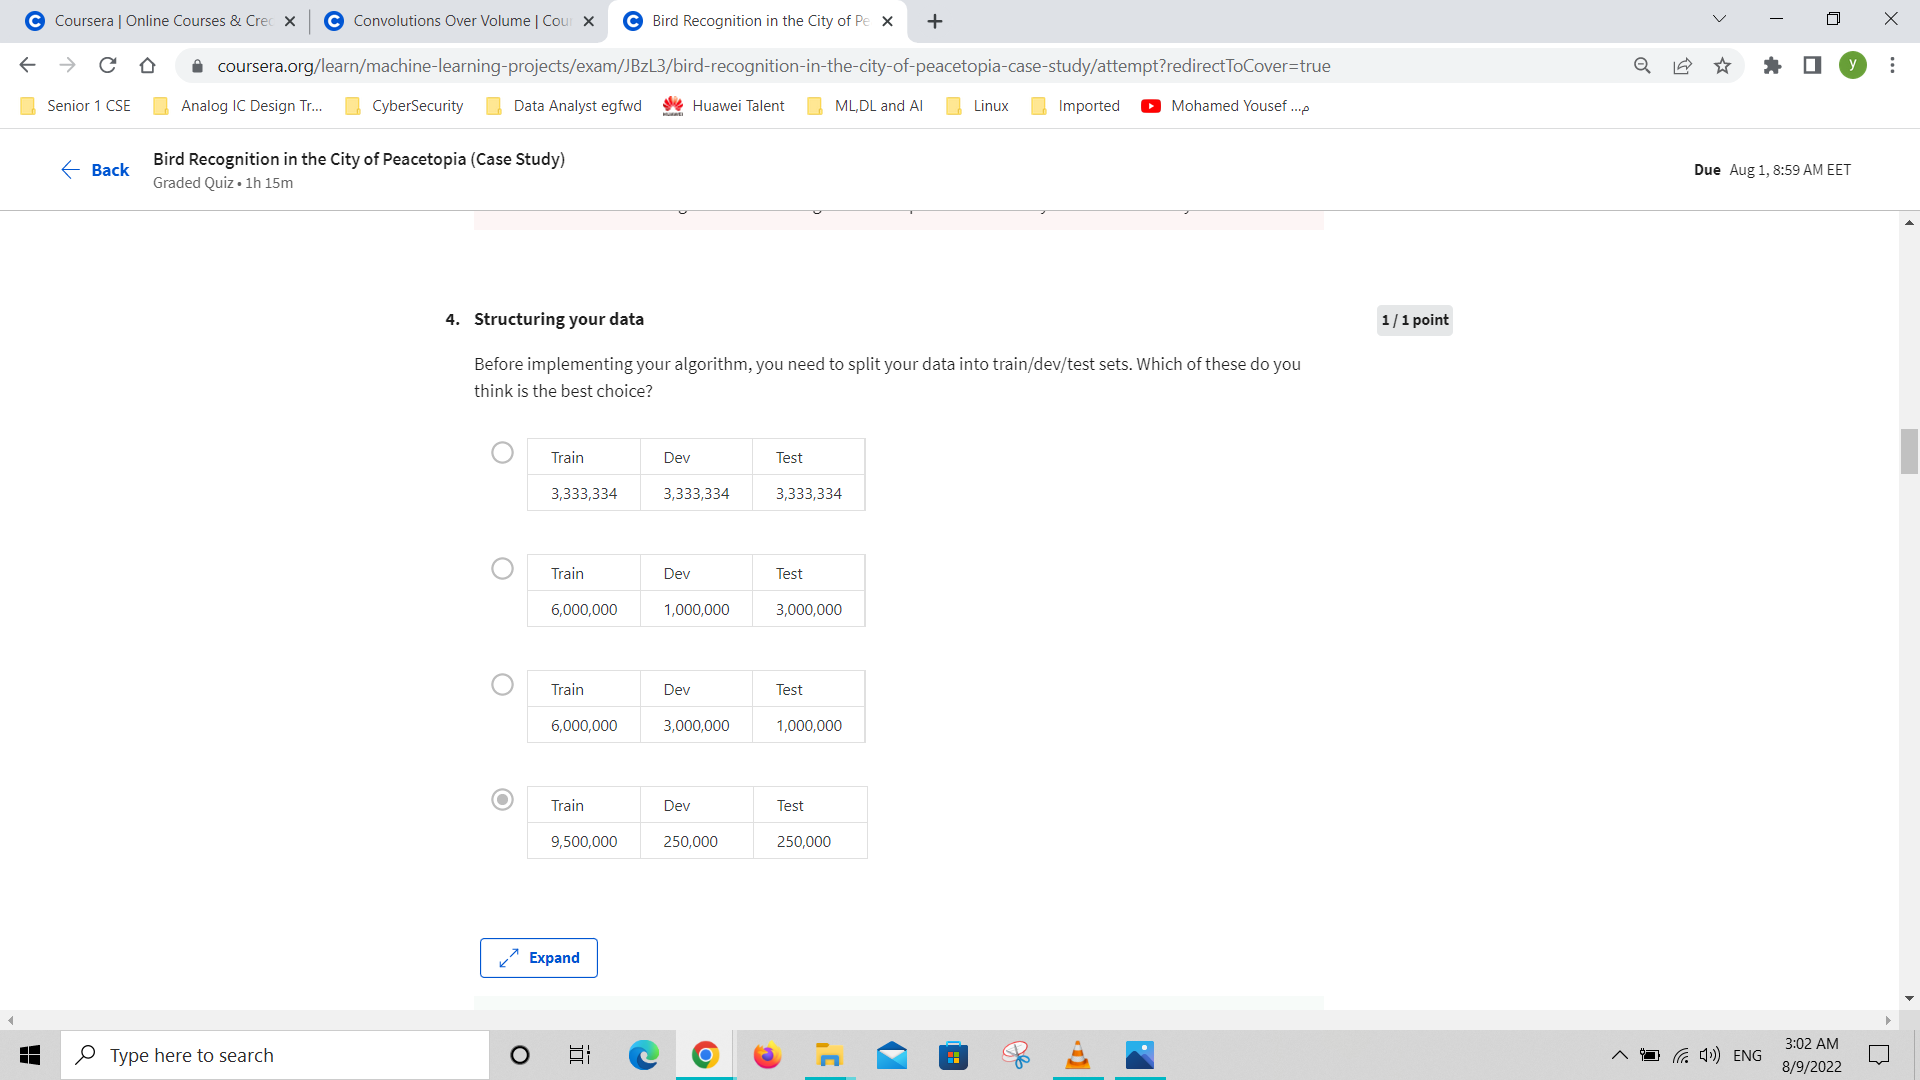 Coursera | Online Courses & Cre
Convolutions Over Volume | Cou
Bird Recognition in the City of Pe
coursera.org/learn/machine-learning-projects/exam/JBzL3/bird-recognition-in-the-city-of-peacetopia-case-study/attempt?redirectToCover=true
y
Senior 1 CSE
Analog IC Design Tr...
CyberSecurity
Data Analyst egfwd
Huawei Talent
ML,DL and AI
Linux
Imported
Mohamed Yousef ...م
Back
Bird Recognition in the City of Peacetopia (Case Study)
Graded Quiz • 1h 15m
Due Aug 1, 8:59 AM EET
4. Structuring your data
1 / 1 point
Before implementing your algorithm, you need to split your data into train/dev/test sets. Which of these do you
think is the best choice?
Train Dev Test
3,333,334 3,333,334 3,333,334
Train Dev Test
6,000,000 1,000,000 3,000,000
Train Dev Test
6,000,000 3,000,000 1,000,000
Train Dev Test
9,500,000 250,000 250,000
Expand
Type here to search
ENG
3:02 AM
8/9/2022